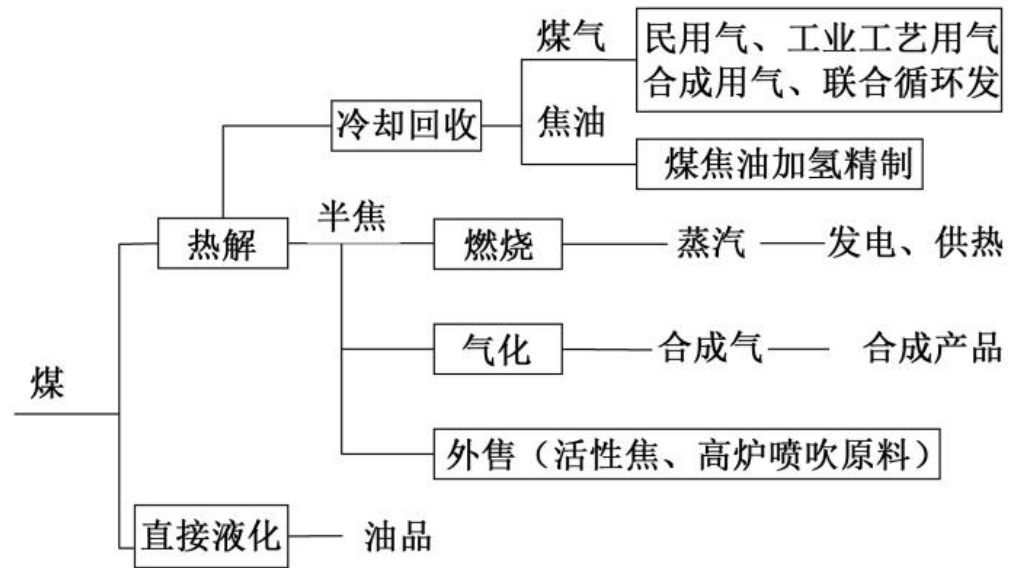 煤气
民用气、工业工艺用气
合成用气、联合循环发
冷却回收
焦油
煤焦油加氢精制
半焦
热解
燃烧
蒸汽
发电、供热
气化
合成气
合成产品
煤
外售（活性焦、高炉喷吹原料）
直接液化
油品